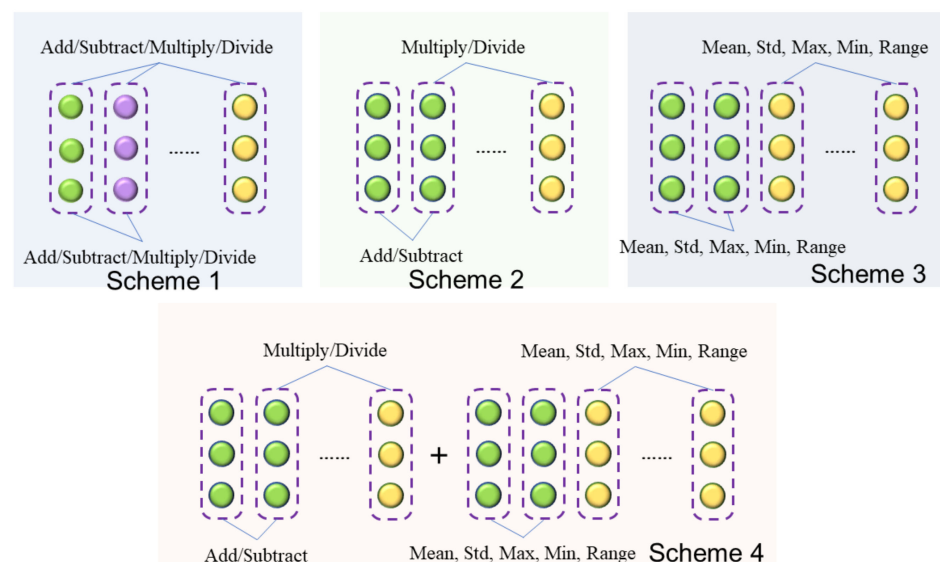 Add/Subtract/Multiply/Divide
......
Add/Subtract/Multiply/Divide
Scheme 1
Multiply/Divide
......
Add/Subtract
Scheme 2
Mean, Std, Max, Min, Range
......
Mean, Std, Max, Min, Range
Scheme 3
Multiply/Divide
......
Add/Subtract
+
Mean, Std, Max, Min, Range
......
Mean, Std, Max, Min, Range
Scheme 4